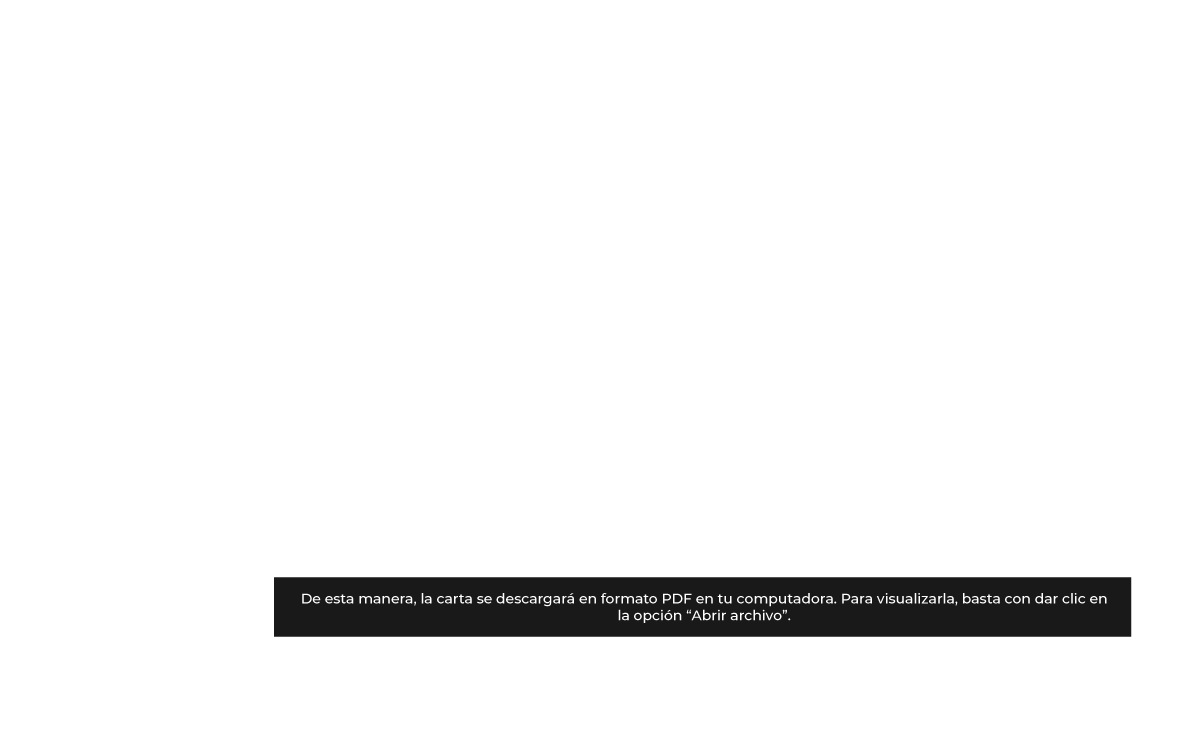 De esta manera, la carta se descargará en formato PDF en tu computadora. Para visualizarla, basta con dar clic en
la opción “Abrir archivo”.